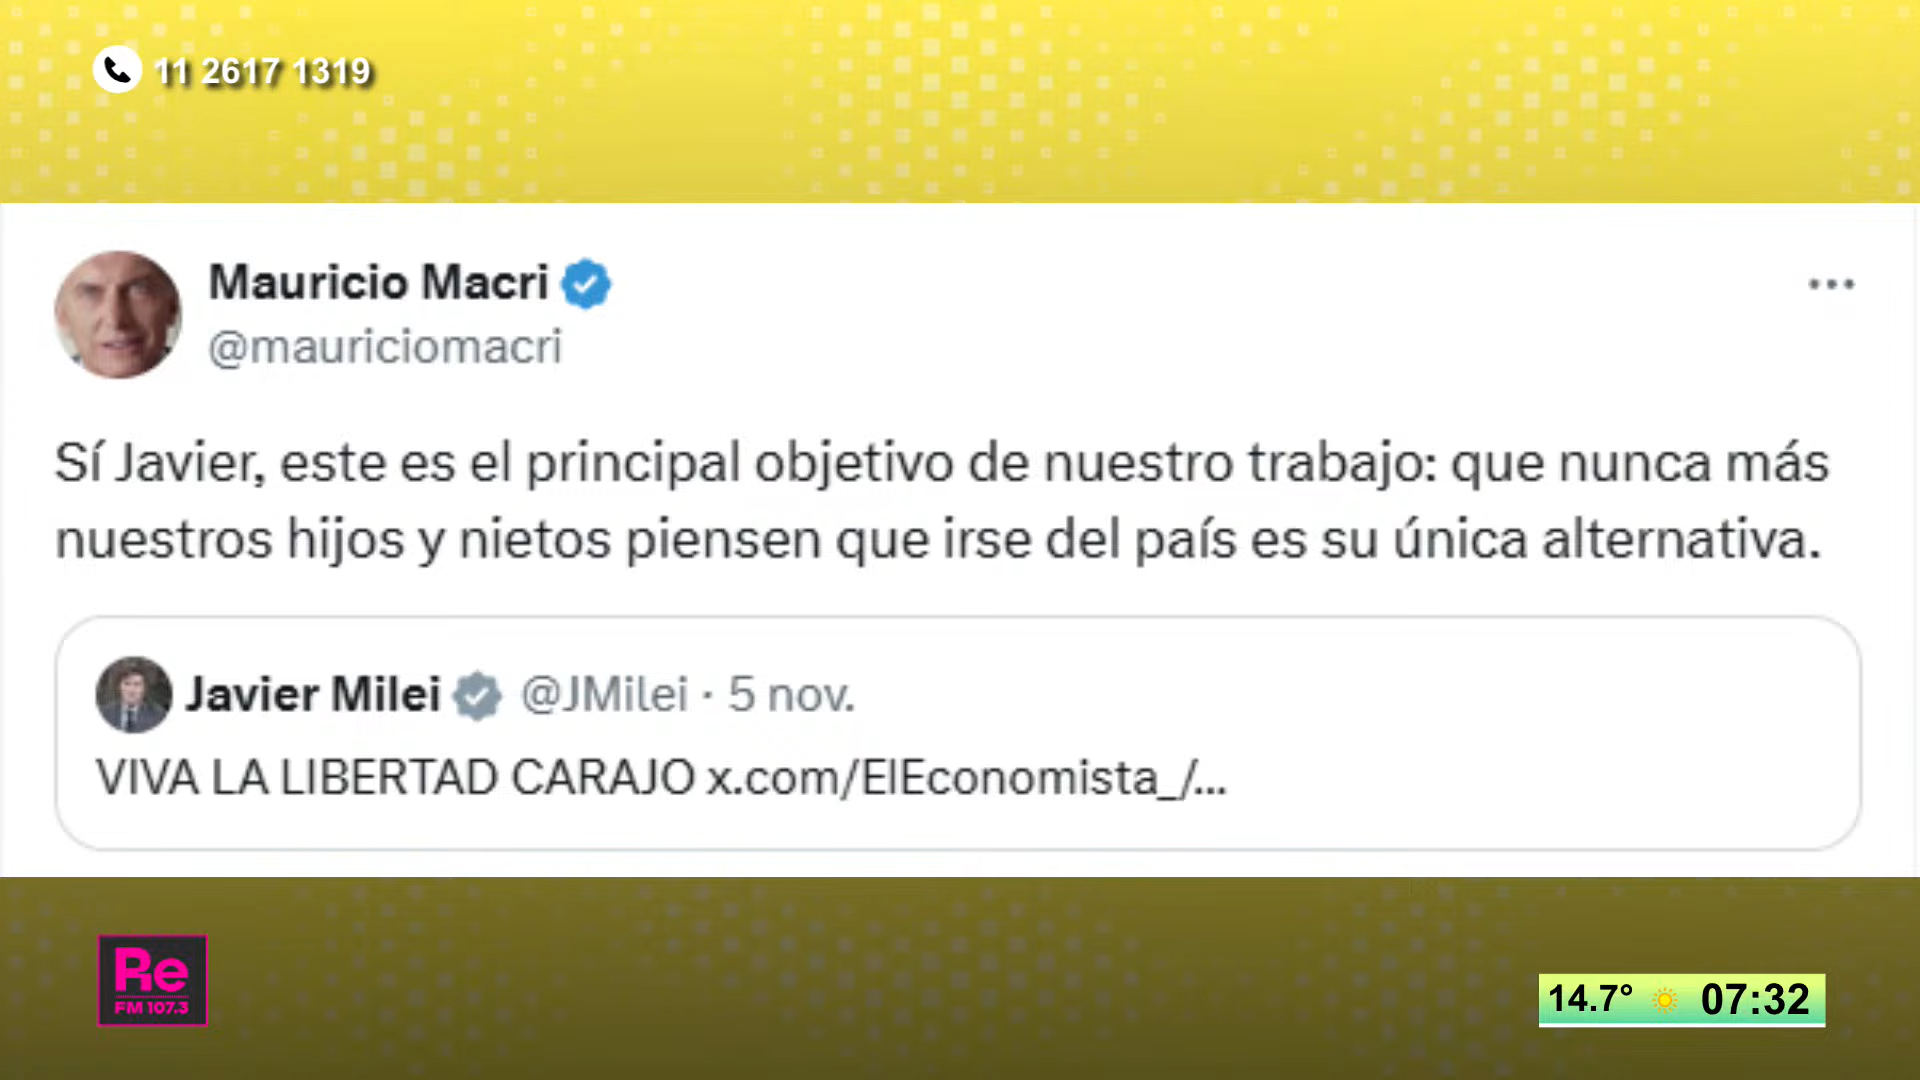 11 2617 1319
Mauricio Macri
@mauriciomacri
Sí Javier, este es el principal objetivo de nuestro trabajo: que nunca más
nuestros hijos y nietos piensen que irse del país es su única alternativa.
Javier Milei @JMilei · 5 nov.
VIVA LA LIBERTAD CARAJO x.com/ElEconomista_/...
Re
FM 107.3
14.7° 07:32